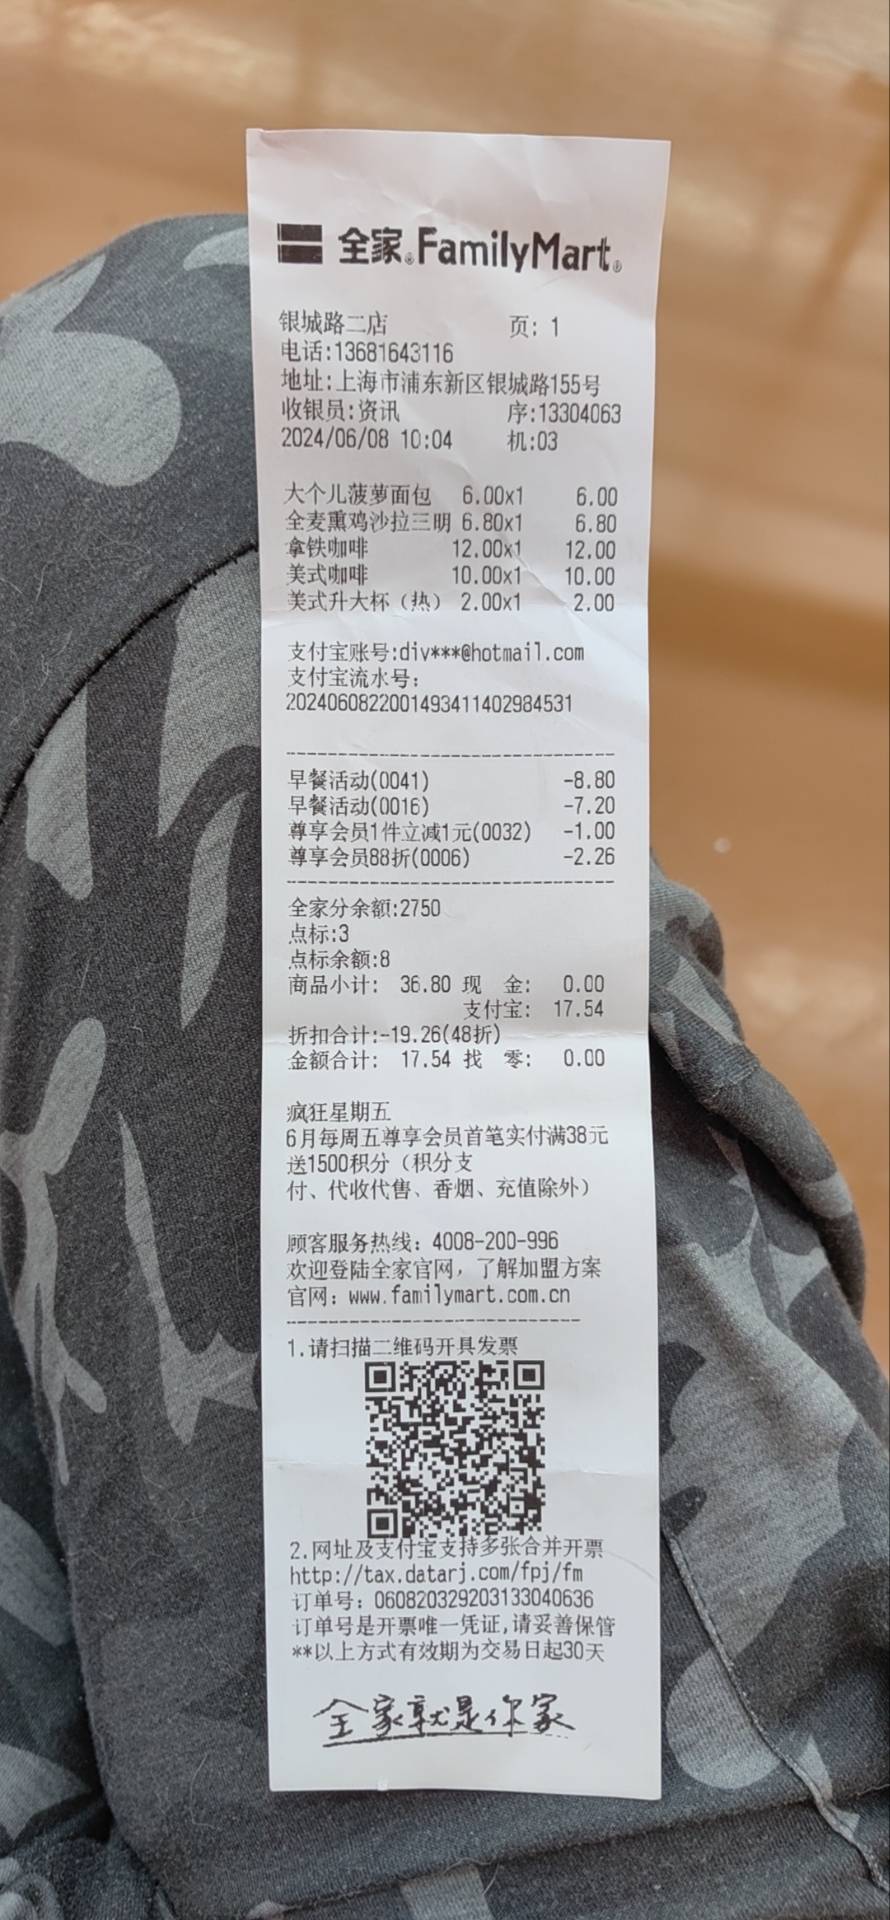 全家 FamilyMart
银城路二店 页: 1
电话:13681643116
地址:上海市浦东新区银城路155号
收银员:资讯 序:13304063
2024/06/08 10:04 机:03
大个儿菠萝面包 6.00x1 6.00
全麦熏鸡沙拉三明 6.80x1 6.80
拿铁咖啡 12.00x1 12.00
美式咖啡 10.00x1 10.00
美式升大杯（热） 2.00x1 2.00
支付宝账号:div***@hotmail.com
支付宝流水号:
2024060822001493411402984531
早餐活动(0041) -8.80
早餐活动(0016) -7.20
尊享会员1件立减1元(0032) -1.00
尊享会员88折(0006) -2.26
全家分余额:2750
点标:3
点标余额:8
商品小计: 36.80 现 金: 0.00
支付宝: 17.54
折扣合计:-19.26(48折)
金额合计: 17.54 找 零: 0.00
疯狂星期五
6月每周五尊享会员首笔实付满38元
送1500积分（积分支
付、代收代售、香烟、充值除外）
顾客服务热线: 4008-200-996
欢迎登陆全家官网，了解加盟方案
官网: www.familymart.com.cn
1.请扫描二维码开具发票
2.网址及支付宝支持多张合并开票
http://tax.datarj.com/fpj/fm
订单号: 060820329203133040636
订单号是开票唯一凭证,请妥善保管
**以上方式有效期为交易日起30天
全家就是你家